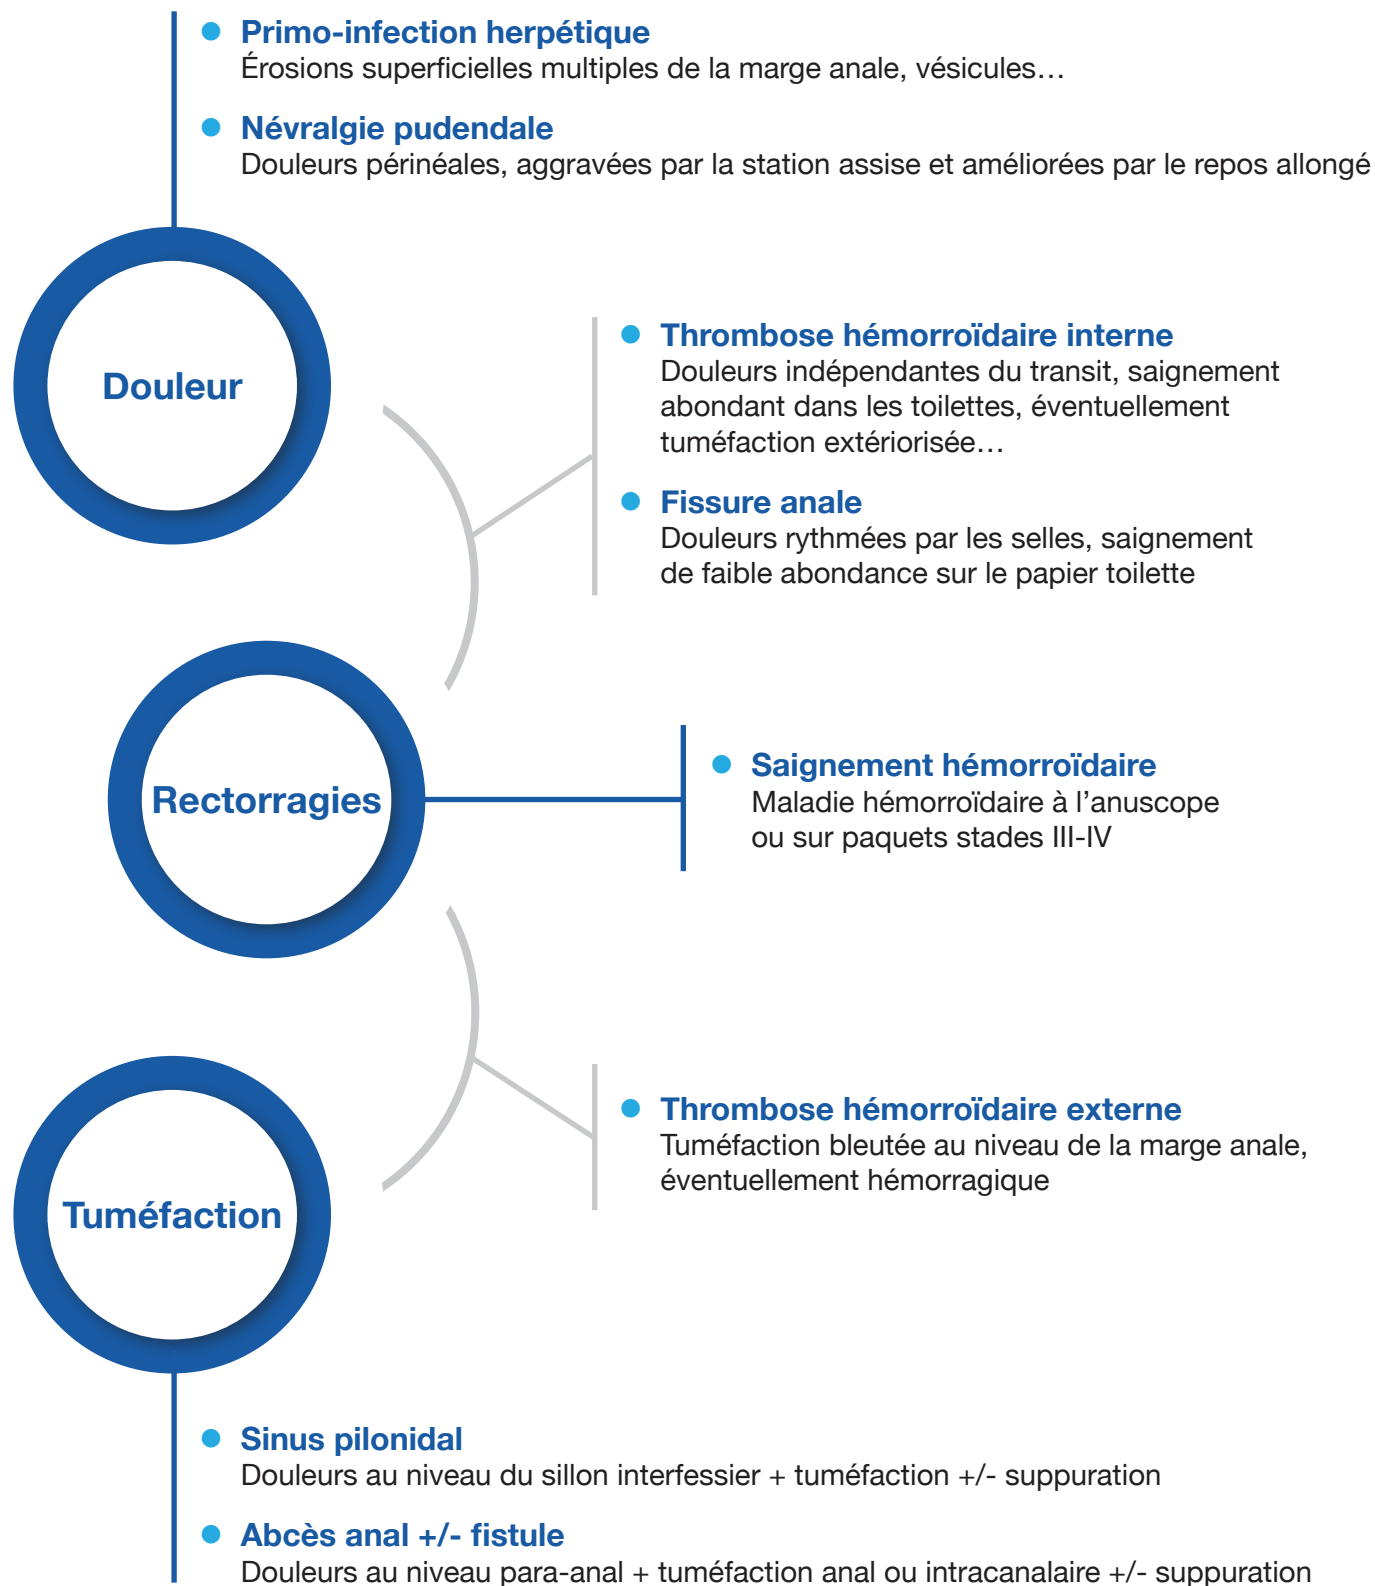 Primo-infection herpétique
Érosions superficielles multiples de la marge anale, vésicules…
Névralgie pudendale
Douleurs périnéales, aggravées par la station assise et améliorées par le repos allongé
Douleur
Thrombose hémorroïdaire interne
Douleurs indépendantes du transit, saignement
abondant dans les toilettes, éventuellement
tuméfaction extériorisée…
Fissure anale
Douleurs rythmées par les selles, saignement
de faible abondance sur le papier toilette
Rectorragies
Saignement hémorroïdaire
Maladie hémorroïdaire à l’anuscope
ou sur paquets stades III-IV
Thrombose hémorroïdaire externe
Tuméfaction bleutée au niveau de la marge anale,
éventuellement hémorragique
Tuméfaction
Sinus pilonidal
Douleurs au niveau du sillon interfessier + tuméfaction +/- suppuration
Abcès anal +/- fistule
Douleurs au niveau para-anal + tuméfaction anal ou intracanalaire +/- suppuration